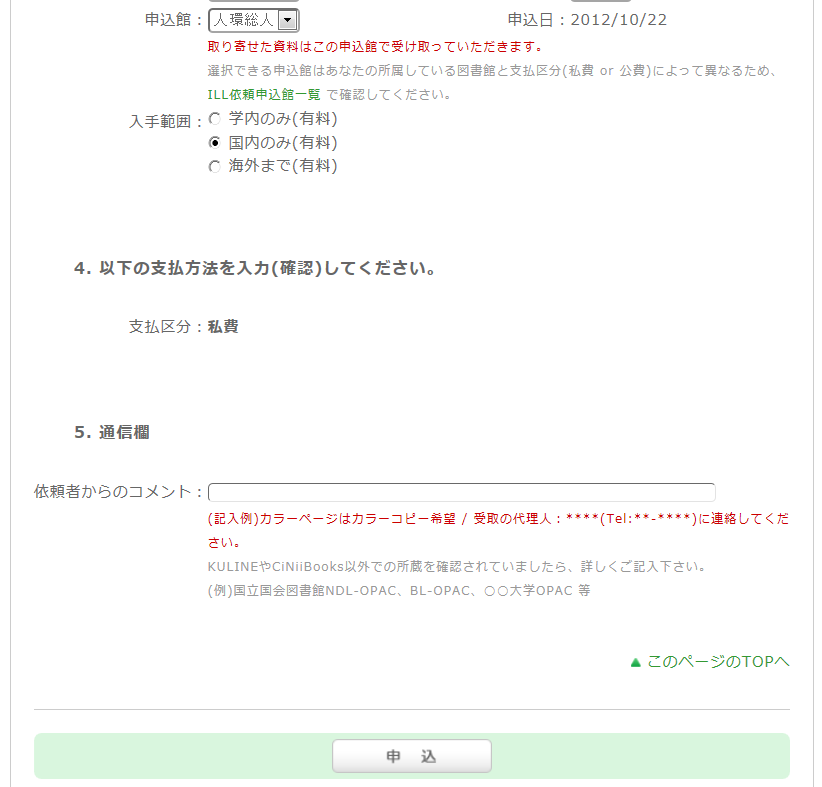 申込館： 人環総人 申込日：2012/10/22
取り寄せた資料はこの申込館で受け取っていただきます。
選択できる申込館はあなたの所属している図書館と支払区分(私費 or 公費)によって異なるため、
ILL依頼申込館一覧 で確認してください。
入手範囲： 学内のみ(有料)
国内のみ(有料)
海外まで(有料)
4. 以下の支払方法を入力(確認)してください。
支払区分：私費
5. 通信欄
依頼者からのコメント：
(記入例)カラーページはカラーコピー希望 / 受取の代理人：****(Tel:**-****)に連絡してくだ
さい。
KULINEやCiNiiBooks以外での所蔵を確認されていましたら、詳しくご記入下さい。
(例)国立国会図書館NDL-OPAC、BL-OPAC、○○大学OPAC 等
▲ このページのTOPへ
申 込